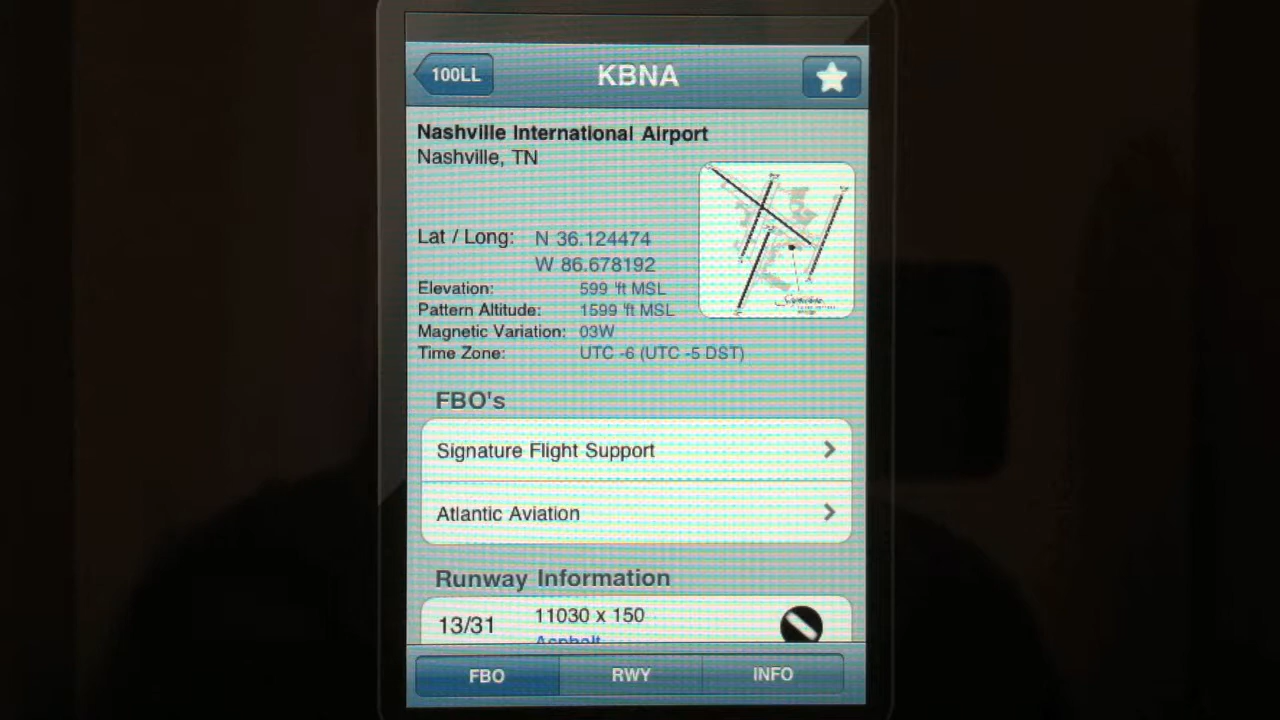 100LL
KBNA
Nashville International Airport
Nashville, TN
Lat / Long: N 36.124474
W 86.678192
Elevation: 599 'ft MSL
Pattern Altitude: 1599 'ft MSL
Magnetic Variation: 03W
Time Zone: UTC -6 (UTC -5 DST)
Signature
FBO's
Signature Flight Support
Atlantic Aviation
Runway Information
13/31
11030 x 150
Asphalt
FBO
RWY
INFO